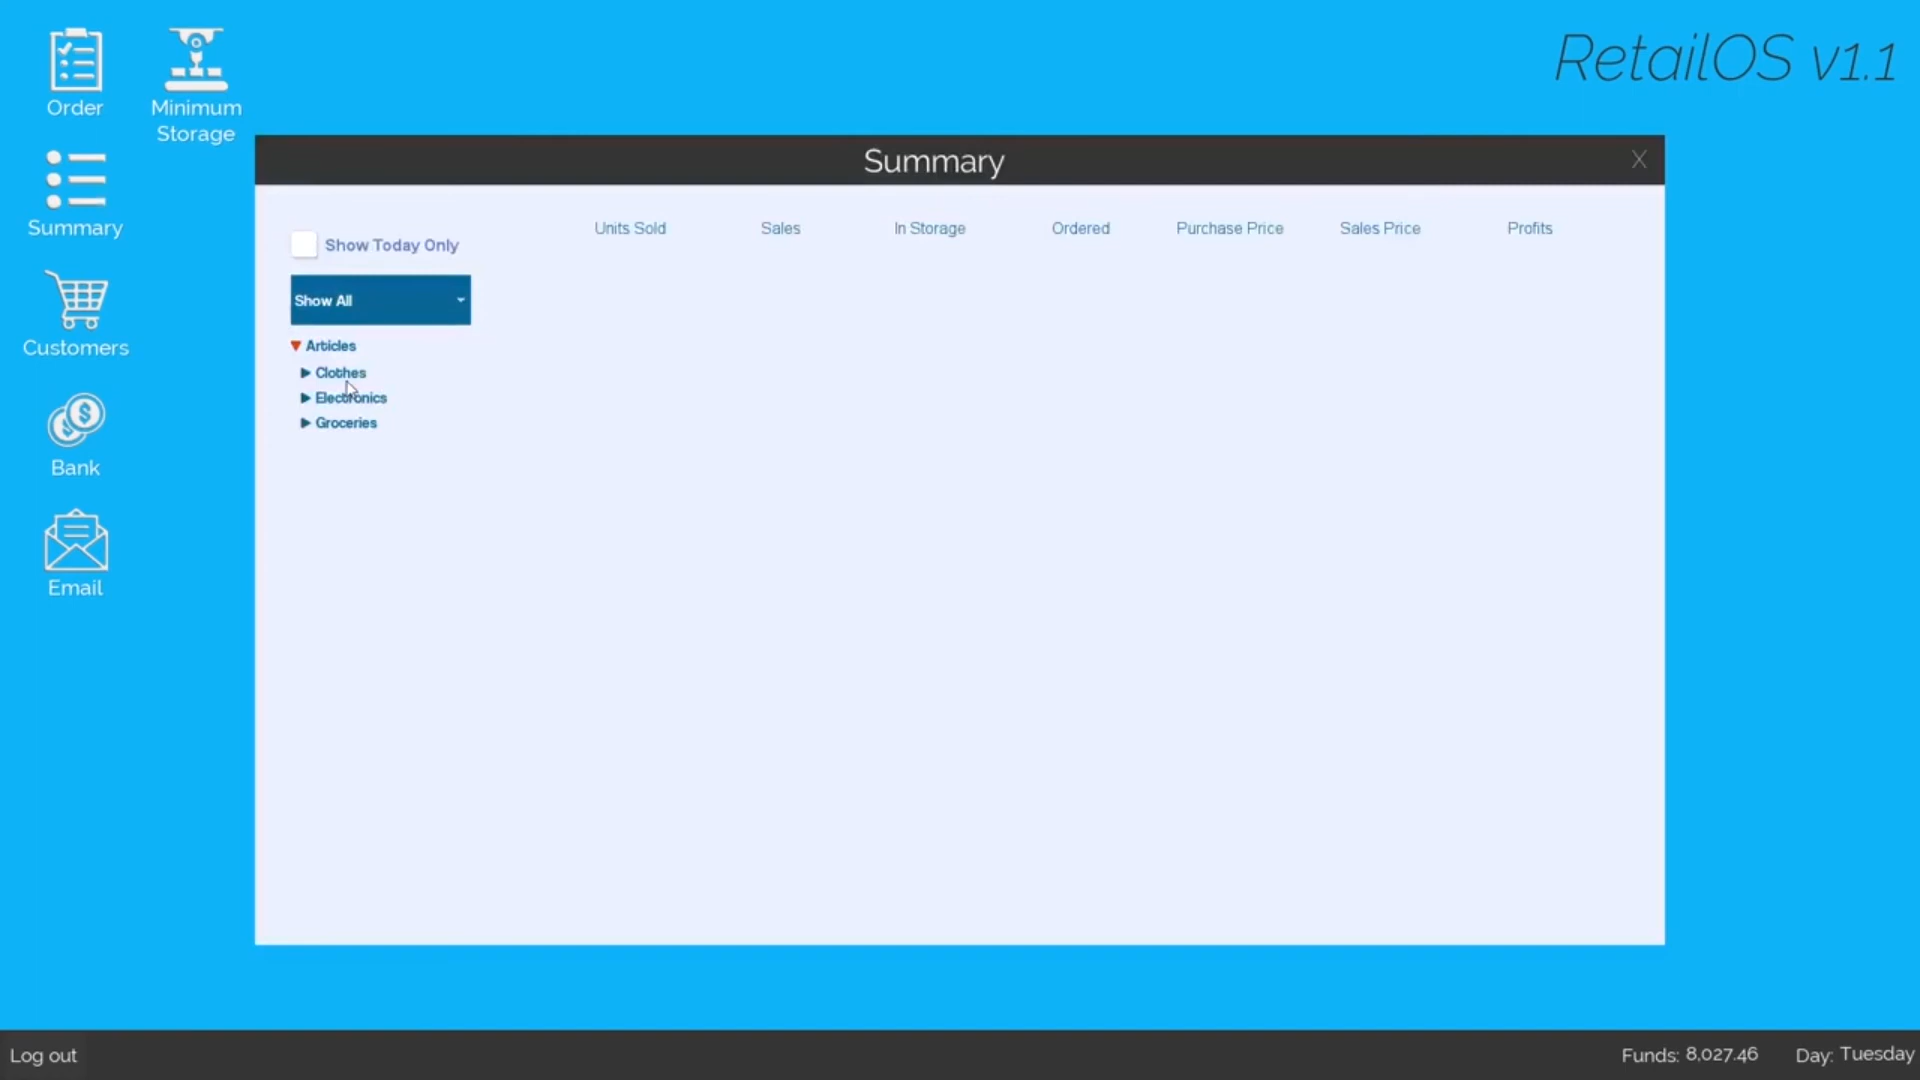 Order
Minimum
Storage
RetailOS v1.1
Summary
Customers
Bank
Email
Summary
X
Show Today Only
Units Sold
Sales
In Storage
Ordered
Purchase Price
Sales Price
Profits
Show All
Articles
Clothes
Electronics
Groceries
Log out
Funds: 8,027.46
Day: Tuesday